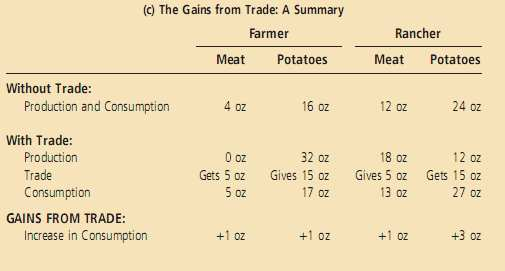 (c) The Gains from Trade: A Summary
Farmer Rancher
Meat Potatoes Meat Potatoes
Without Trade:
Production and Consumption 4 oz 16 oz 12 oz 24 oz
With Trade:
Production 0 oz 32 oz 18 oz 12 oz
Trade Gets 5 oz Gives 15 oz Gives 5 oz Gets 15 oz
Consumption 5 oz 17 oz 13 oz 27 oz
GAINS FROM TRADE:
Increase in Consumption +1 oz +1 oz +1 oz +3 oz